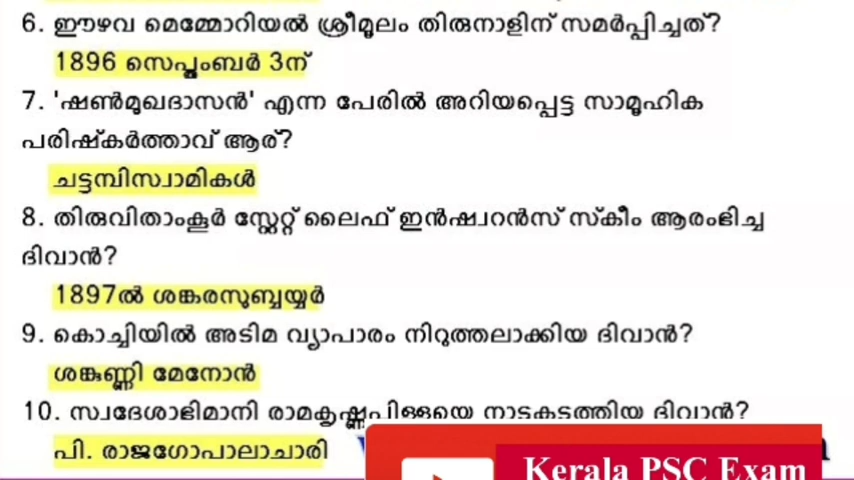 6. ഈഴവ മെമ്മോറിയൽ ശ്രീമൂലം തിരുനാളിന് സമർപ്പിച്ചത്?
1896 സെപ്റ്റംബർ 3ന്
7. 'ഷൺമുഖദാസൻ' എന്ന പേരിൽ അറിയപ്പെട്ട സാമൂഹിക
പരിഷ്കർത്താവ് ആര്?
ചട്ടമ്പിസ്വാമികൾ
8. തിരുവിതാംകൂർ സ്റ്റേറ്റ് ലൈഫ് ഇൻഷ്വറൻസ് സ്കീം ആരംഭിച്ച
ദിവാൻ?
1897ൽ ശങ്കരസുബ്ബയ്യർ
9. കൊച്ചിയിൽ അടിമ വ്യാപാരം നിറുത്തലാക്കിയ ദിവാൻ?
ശങ്കുണ്ണി മേനോൻ
10. സ്വദേശാഭിമാനി രാമകൃഷ്ണപിള്ളയെ നാടുകടത്തിയ ദിവാൻ?
പി. രാജഗോപാലാചാരി
Kerala PSC Exam